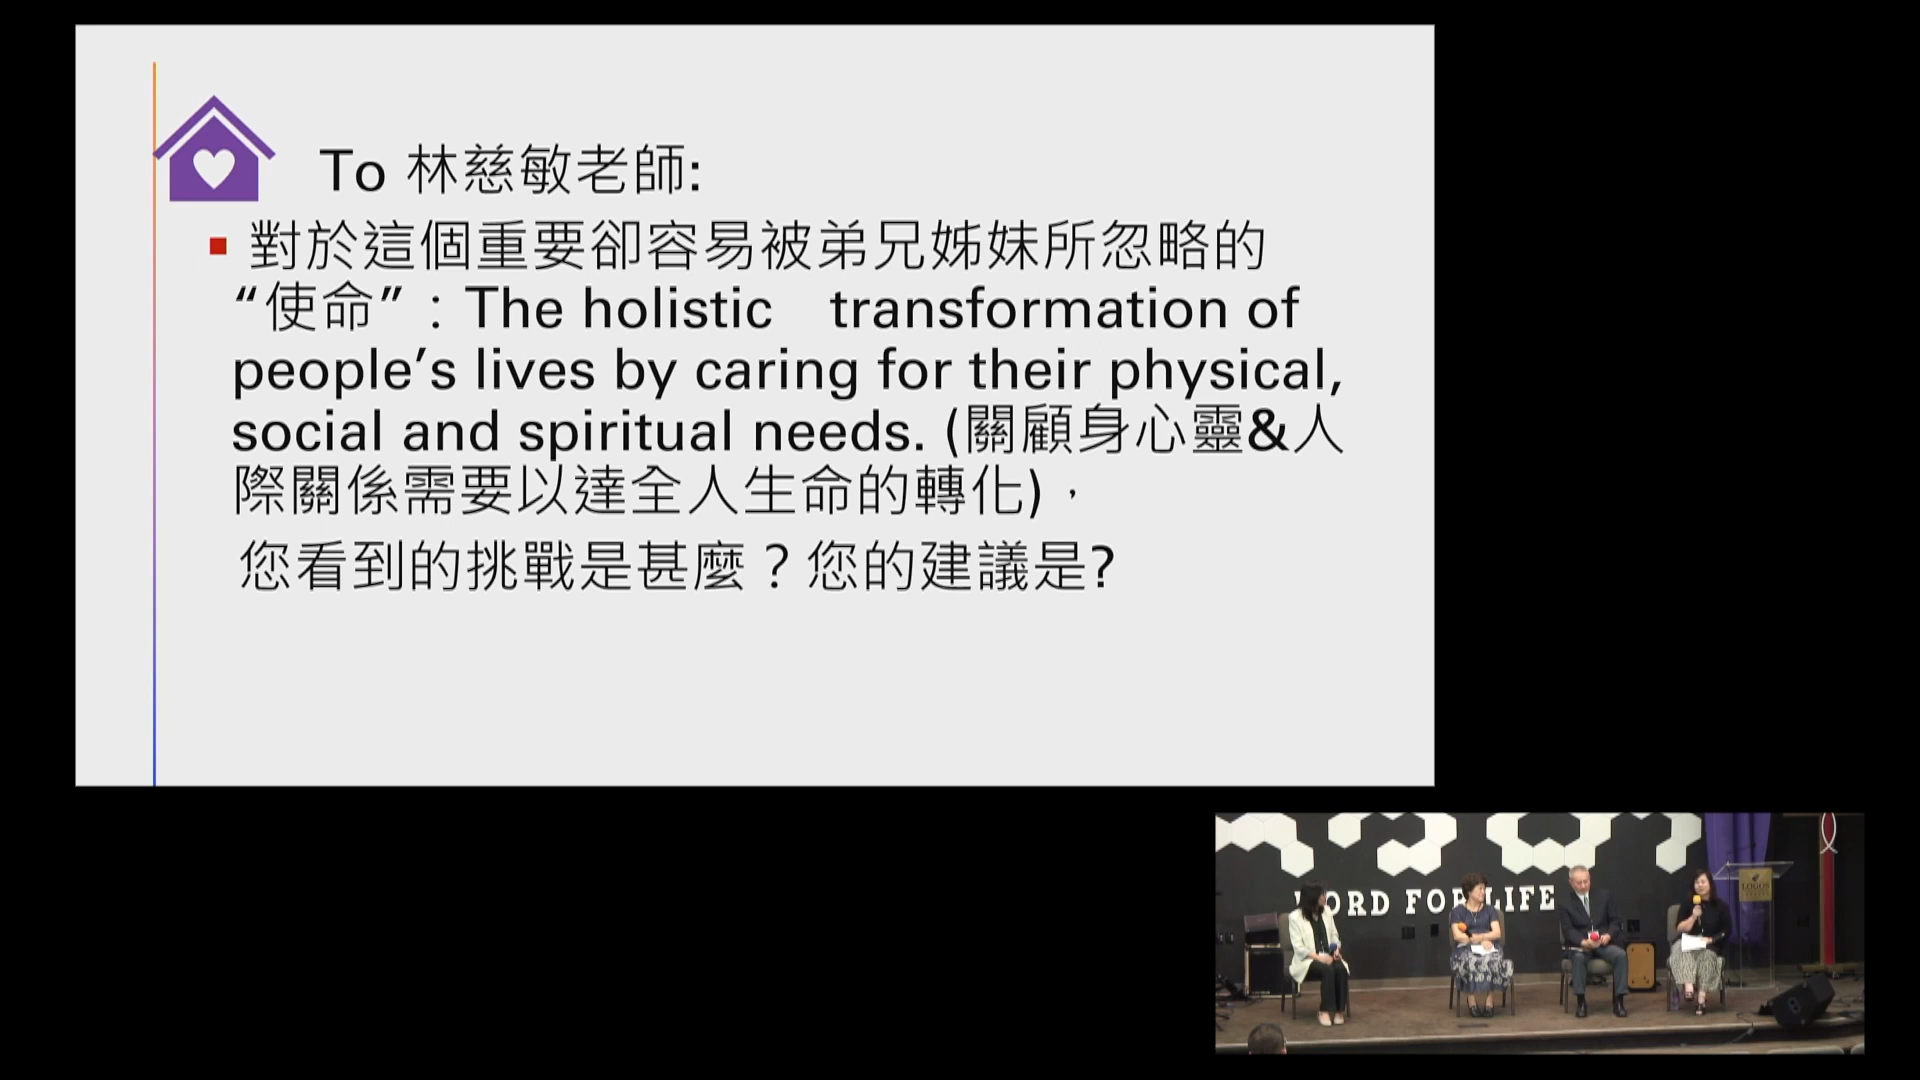 To 林慈敏老師:
▪ 對於這個重要卻容易被弟兄姊妹所忽略的
“使命”：The holistic transformation of
people’s lives by caring for their physical,
social and spiritual needs. (關顧身心靈&人
際關係需要以達全人生命的轉化)，
您看到的挑戰是甚麼？您的建議是?
WORD FOR LIFE
LOGOS